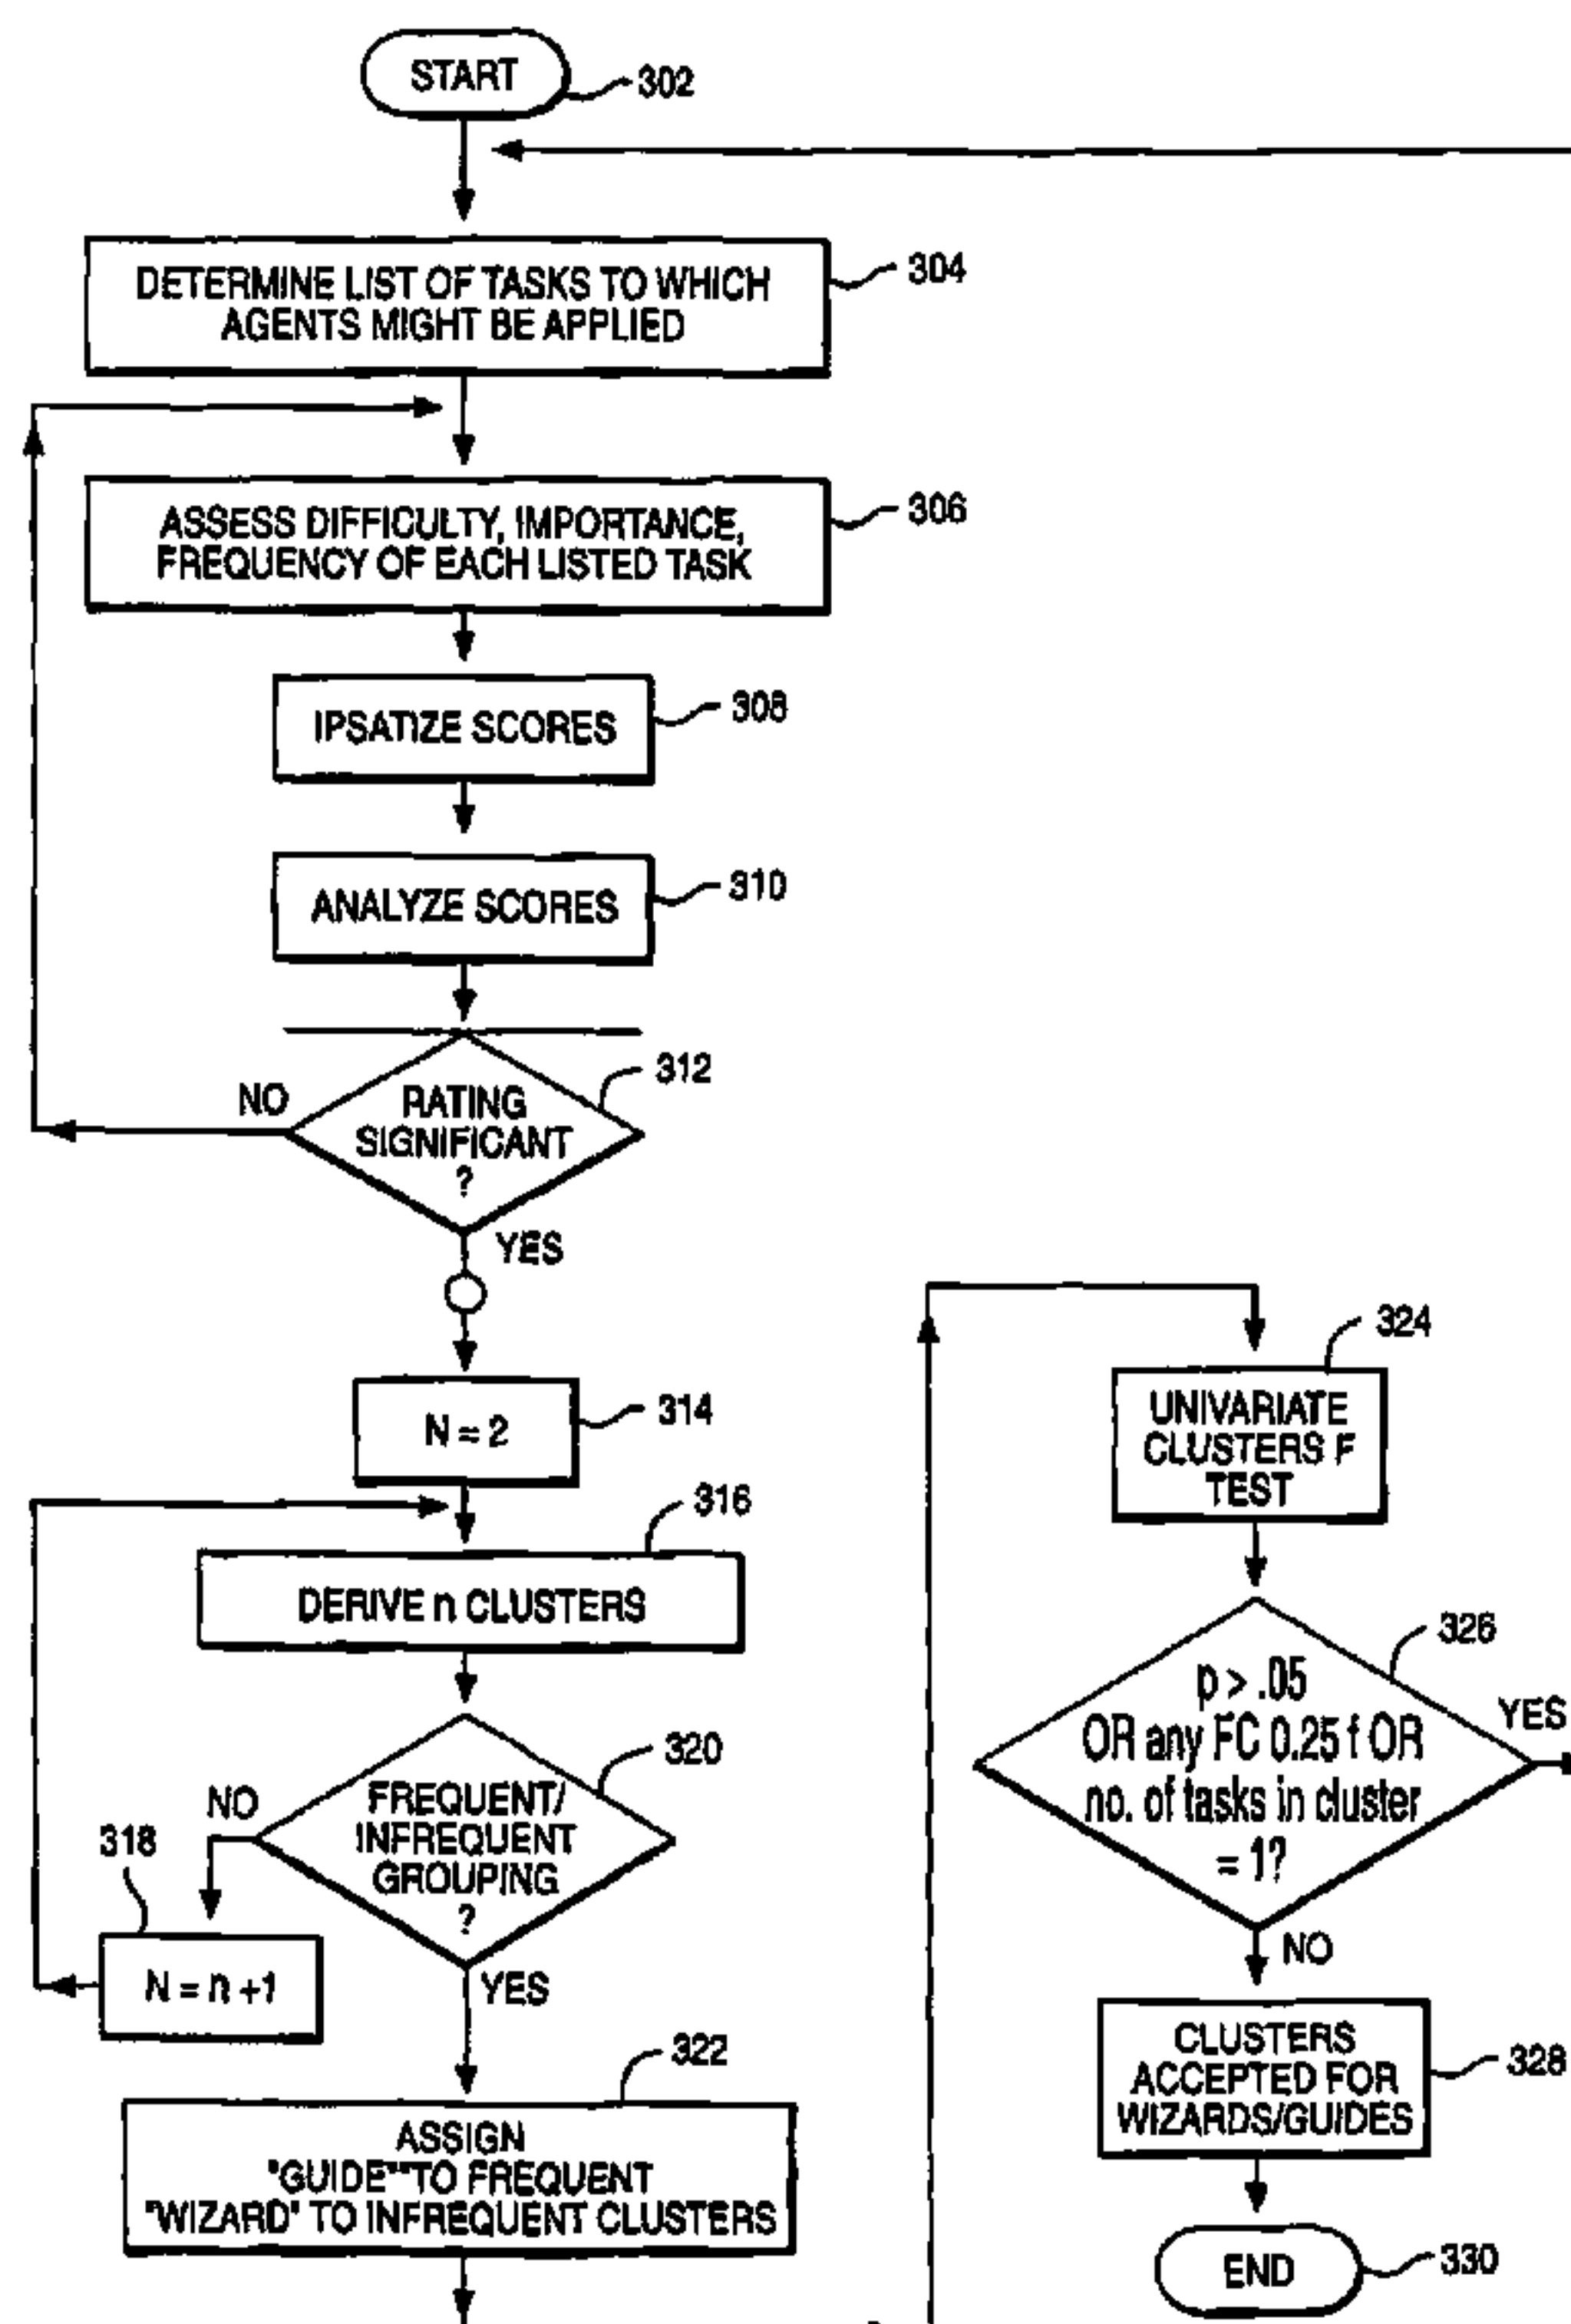 START
302
DETERMINE LIST OF TASKS TO WHICH
AGENTS MIGHT BE APPLIED
304
ASSESS DIFFICULTY, IMPORTANCE,
FREQUENCY OF EACH LISTED TASK
306
IPSATIZE SCORES
308
ANALYZE SCORES
310
312
NO
RATING
SIGNIFICANT
?
YES
N = 2
314
316
DERIVE n CLUSTERS
320
NO
FREQUENT/
INFREQUENT
GROUPING
?
318
N = n +1
YES
322
ASSIGN
"GUIDE" TO FREQUENT
"WIZARD" TO INFREQUENT CLUSTERS
324
UNIVARIATE
CLUSTERS F
TEST
326
p > .05
OR any FC 0.25 f OR
no. of tasks in cluster
= 1?
YES
NO
CLUSTERS
ACCEPTED FOR
WIZARDS/GUIDES
328
END
330